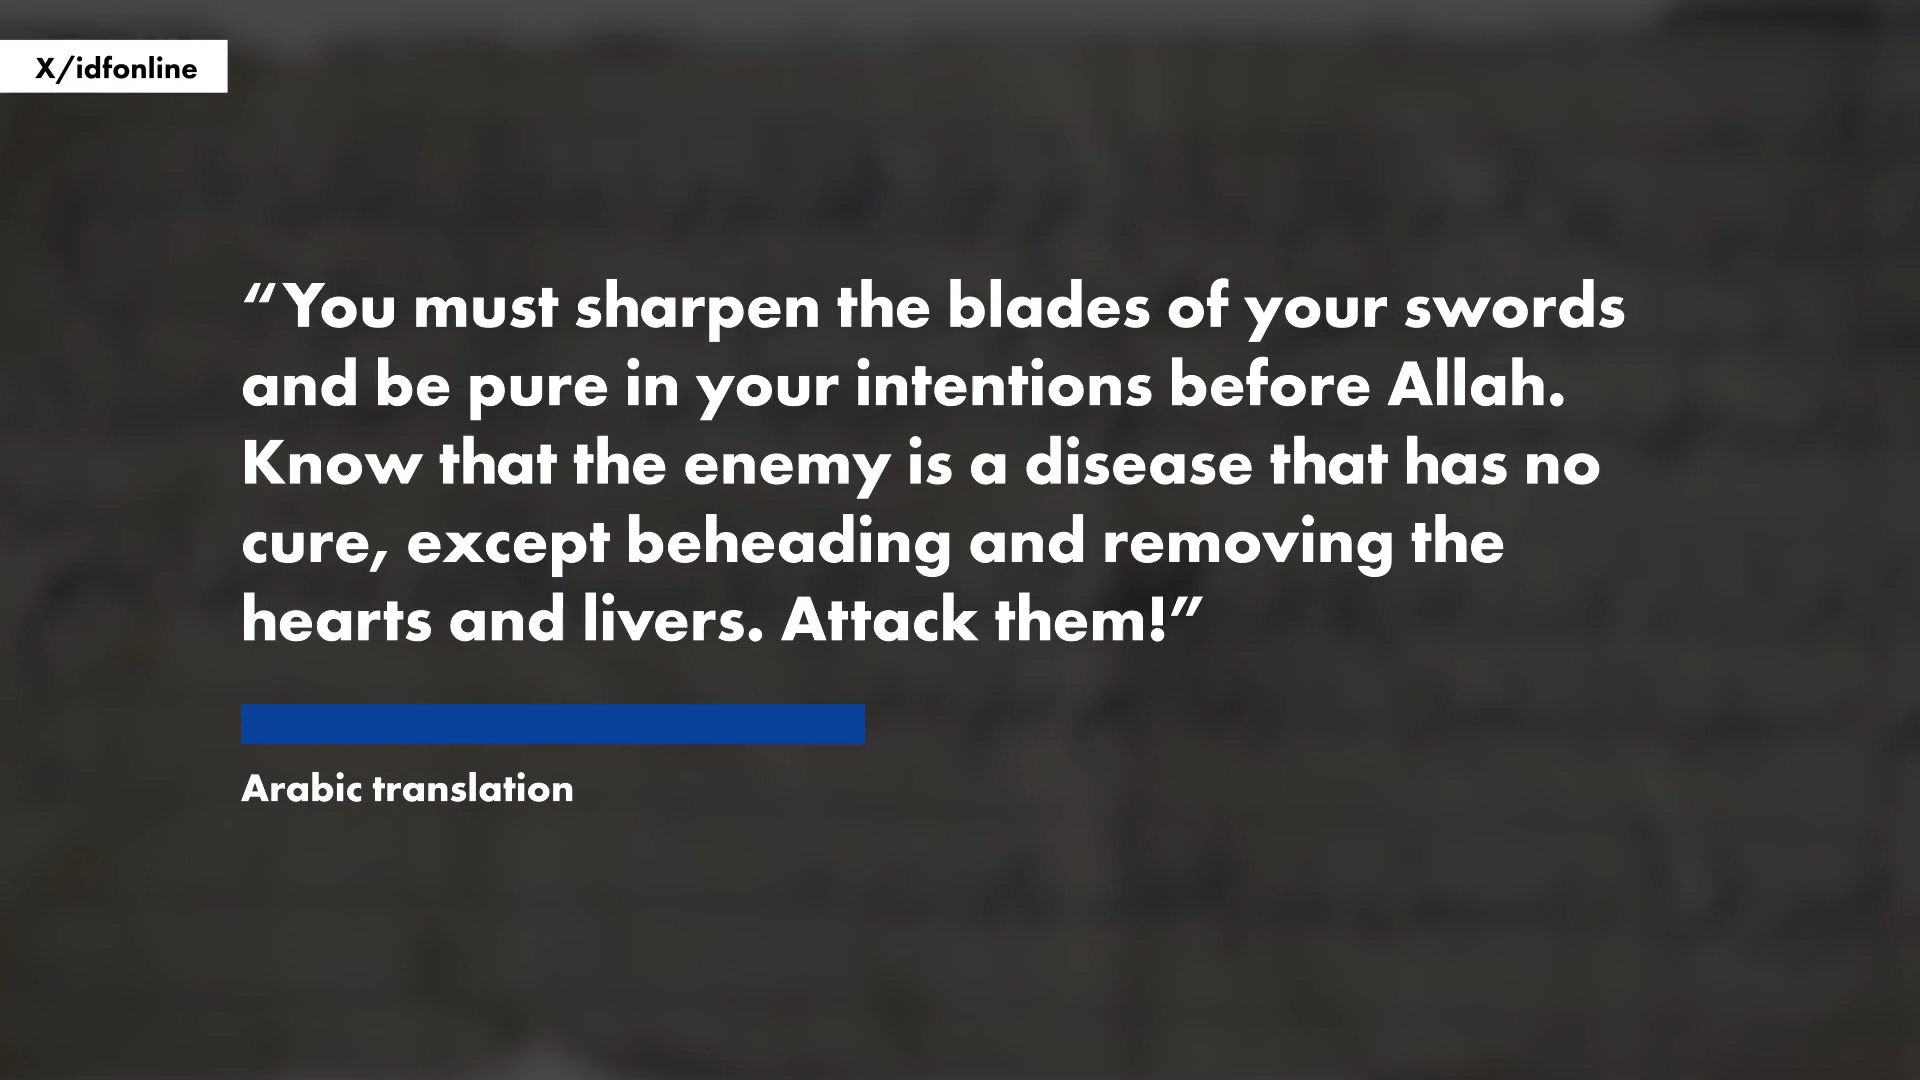 X/idfonline
“You must sharpen the blades of your swords
and be pure in your intentions before Allah.
Know that the enemy is a disease that has no
cure, except beheading and removing the
hearts and livers. Attack them!”
Arabic translation